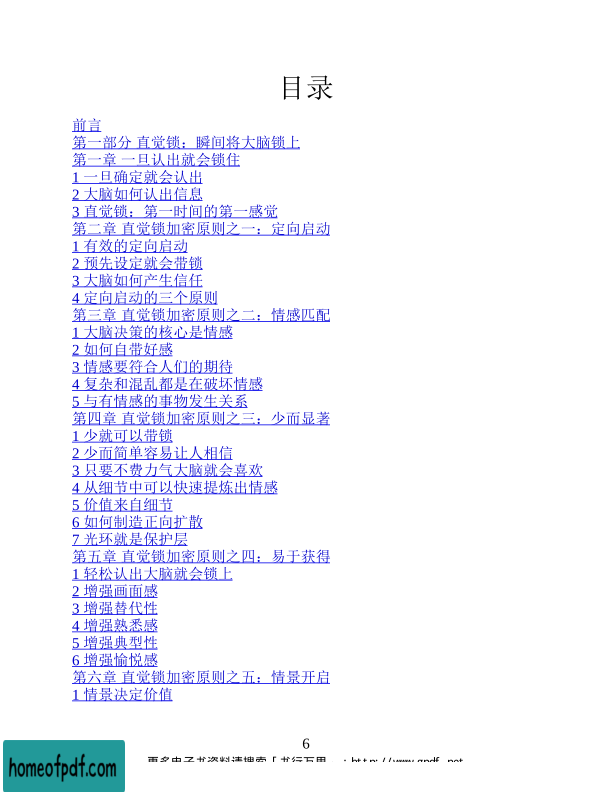 目录
前言
第一部分 直觉锁：瞬间将大脑锁上
第一章 一旦认出就会锁住
1 一旦确定就会认出
2 大脑如何认出信息
3 直觉锁：第一时间的第一感觉
第二章 直觉锁加密原则之一：定向启动
1 有效的定向启动
2 预先设定就会带锁
3 大脑如何产生信任
4 定向启动的三个原则
第三章 直觉锁加密原则之二：情感匹配
1 大脑决策的核心是情感
2 如何自带好感
3 情感要符合人们的期待
4 复杂和混乱都是在破坏情感
5 与有情感的事物发生关系
第四章 直觉锁加密原则之三：少而显著
1 少就可以带锁
2 少而简单容易让人相信
3 只要不费力气大脑就会喜欢
4 从细节中可以快速提炼出情感
5 价值来自细节
6 如何制造正向扩散
7 光环就是保护层
第五章 直觉锁加密原则之四：易于获得
1 轻松认出大脑就会锁上
2 增强画面感
3 增强替代性
4 增强熟悉感
5 增强典型性
6 增强愉悦感
第六章 直觉锁加密原则之五：情景开启
1 情景决定价值
6
homeofpdf.com